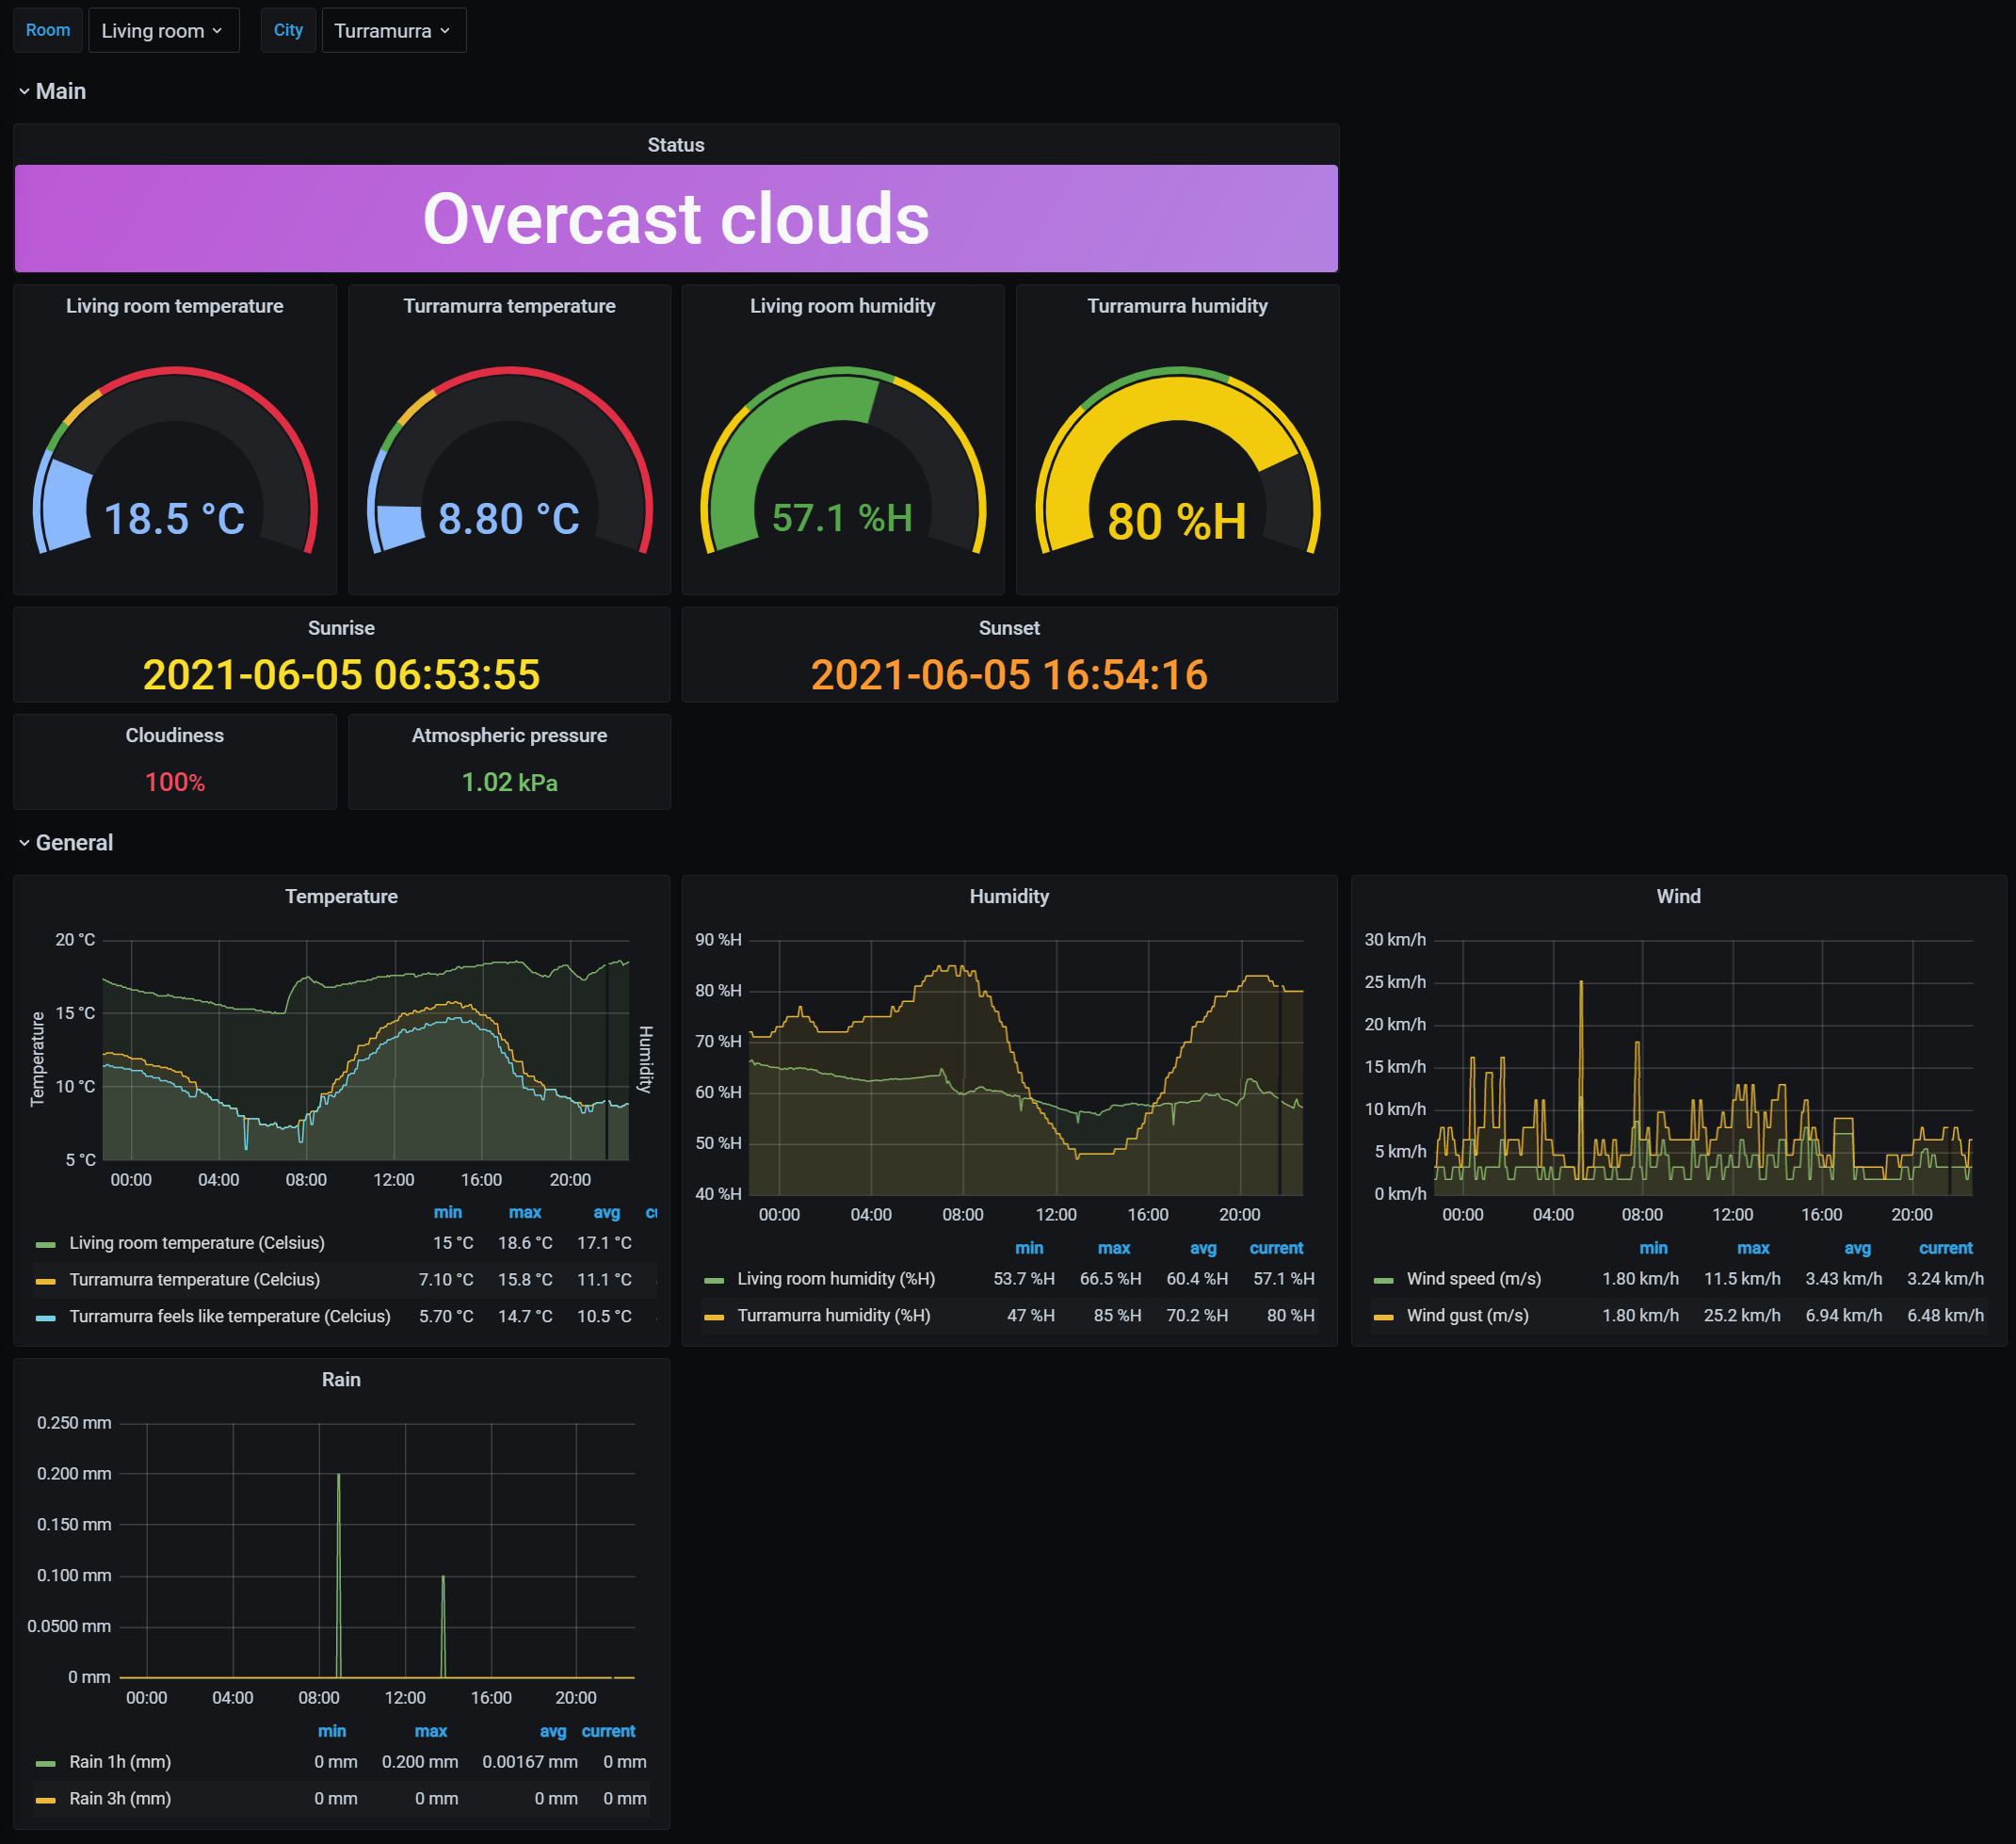 Room Living room City Turramurra
Main
Status
Overcast clouds
Living room temperature
18.5 °C
Turramurra temperature
8.80 °C
Living room humidity
57.1 %H
Turramurra humidity
80 %H
Sunrise
2021-06-05 06:53:55
Sunset
2021-06-05 16:54:16
Cloudiness
100%
Atmospheric pressure
1.02 kPa
General
Temperature
20 °C
15 °C
10 °C
5 °C
Temperature
Humidity
00:00 04:00 08:00 12:00 16:00 20:00
min max avg
Living room temperature (Celsius) 15 °C 18.6 °C 17.1 °C
Turramurra temperature (Celcius) 7.10 °C 15.8 °C 11.1 °C
Turramurra feels like temperature (Celcius) 5.70 °C 14.7 °C 10.5 °C
Humidity
90 %H
80 %H
70 %H
60 %H
50 %H
40 %H
00:00 04:00 08:00 12:00 16:00 20:00
min max avg current
Living room humidity (%H) 53.7 %H 66.5 %H 60.4 %H 57.1 %H
Turramurra humidity (%H) 47 %H 85 %H 70.2 %H 80 %H
Wind
30 km/h
25 km/h
20 km/h
15 km/h
10 km/h
5 km/h
0 km/h
00:00 04:00 08:00 12:00 16:00 20:00
min max avg current
Wind speed (m/s) 1.80 km/h 11.5 km/h 3.43 km/h 3.24 km/h
Wind gust (m/s) 1.80 km/h 25.2 km/h 6.94 km/h 6.48 km/h
Rain
0.250 mm
0.200 mm
0.150 mm
0.100 mm
0.0500 mm
0 mm
00:00 04:00 08:00 12:00 16:00 20:00
min max avg current
Rain 1h (mm) 0 mm 0.200 mm 0.00167 mm 0 mm
Rain 3h (mm) 0 mm 0 mm 0 mm 0 mm